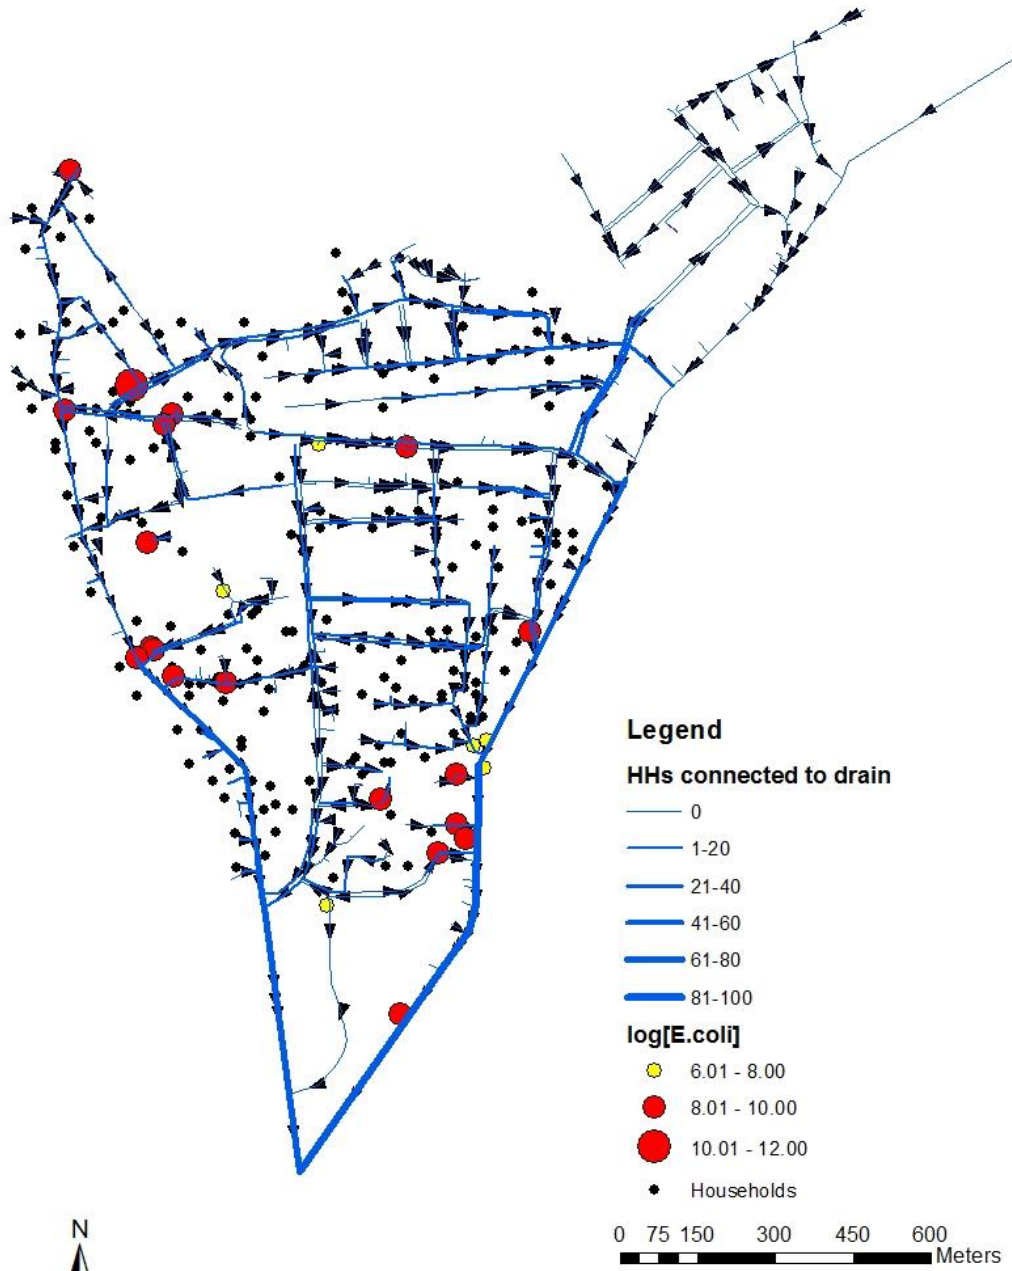 Legend
HHs connected to drain
0
1-20
21-40
41-60
61-80
81-100
log[E.coli]
6.01 - 8.00
8.01 - 10.00
10.01 - 12.00
Households
N
0 75 150 300 450 600
Meters